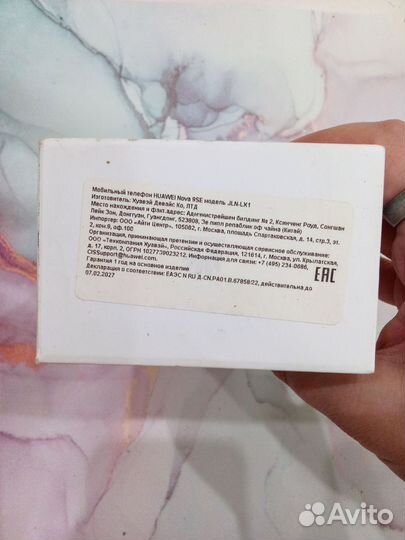 Мобильный телефон HUAWEI Nova 9SE модель JLN-LX1
Изготовитель: Хуавэй Девайс Ко, ЛТД
Место нахождения и факт.адрес: Администрейшен билдинг № 2, Ксинченг Роуд, Соншан
Лейк Зон, Донггуан, Гуангдонг, 523808, Зе пипл репаблик оф чайна (Китай)
Импортер: ООО «Айти Центр», 105082, г. Москва, площадь Спартаковская, д. 14, стр.3, эт.
2, ком.9, оф.100
Организация, принимающая претензии и осуществляющая сервисное обслуживание:
ООО «Техкомпания Хуавэй», Российская Федерация, 121614, г. Москва, ул. Крылатская,
д. 17, корп. 2, ОГРН 1027739023212. Информация для связи: +7 (495) 234-0686,
CISSupport@huawei.com.
Гарантия 1 год на основное изделие
Декларация о соответствии: ЕАЭС N RU Д-CN.РА01.В.67958/22, действительна до
07.02.2027
EAC
Avito